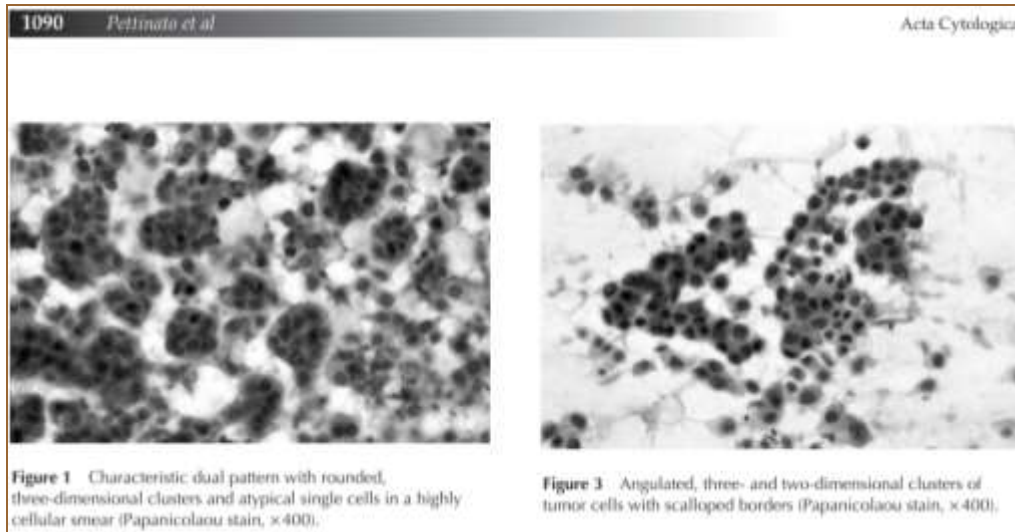 1090 Pettinato et al
Acta Cytologica
Figure 1 Characteristic dual pattern with rounded,
three-dimensional clusters and atypical single cells in a highly
cellular smear (Papanicolaou stain, ×400).
Figure 3 Angulated, three- and two-dimensional clusters of
tumor cells with scalloped borders (Papanicolaou stain, ×400).